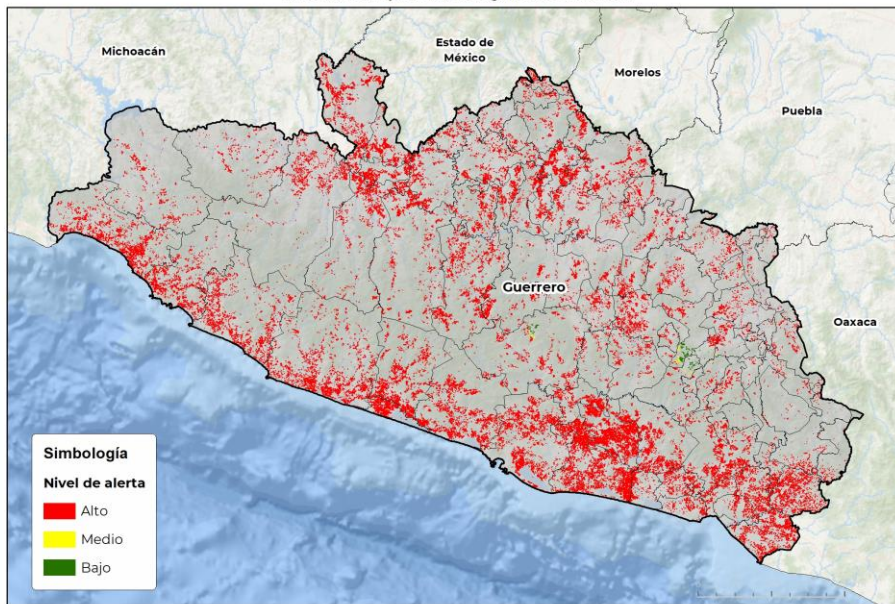 Michoacán
Estado de
México
Morelos
Puebla
Guerrero
Oaxaca
Simbología
Nivel de alerta
Alto
Medio
Bajo